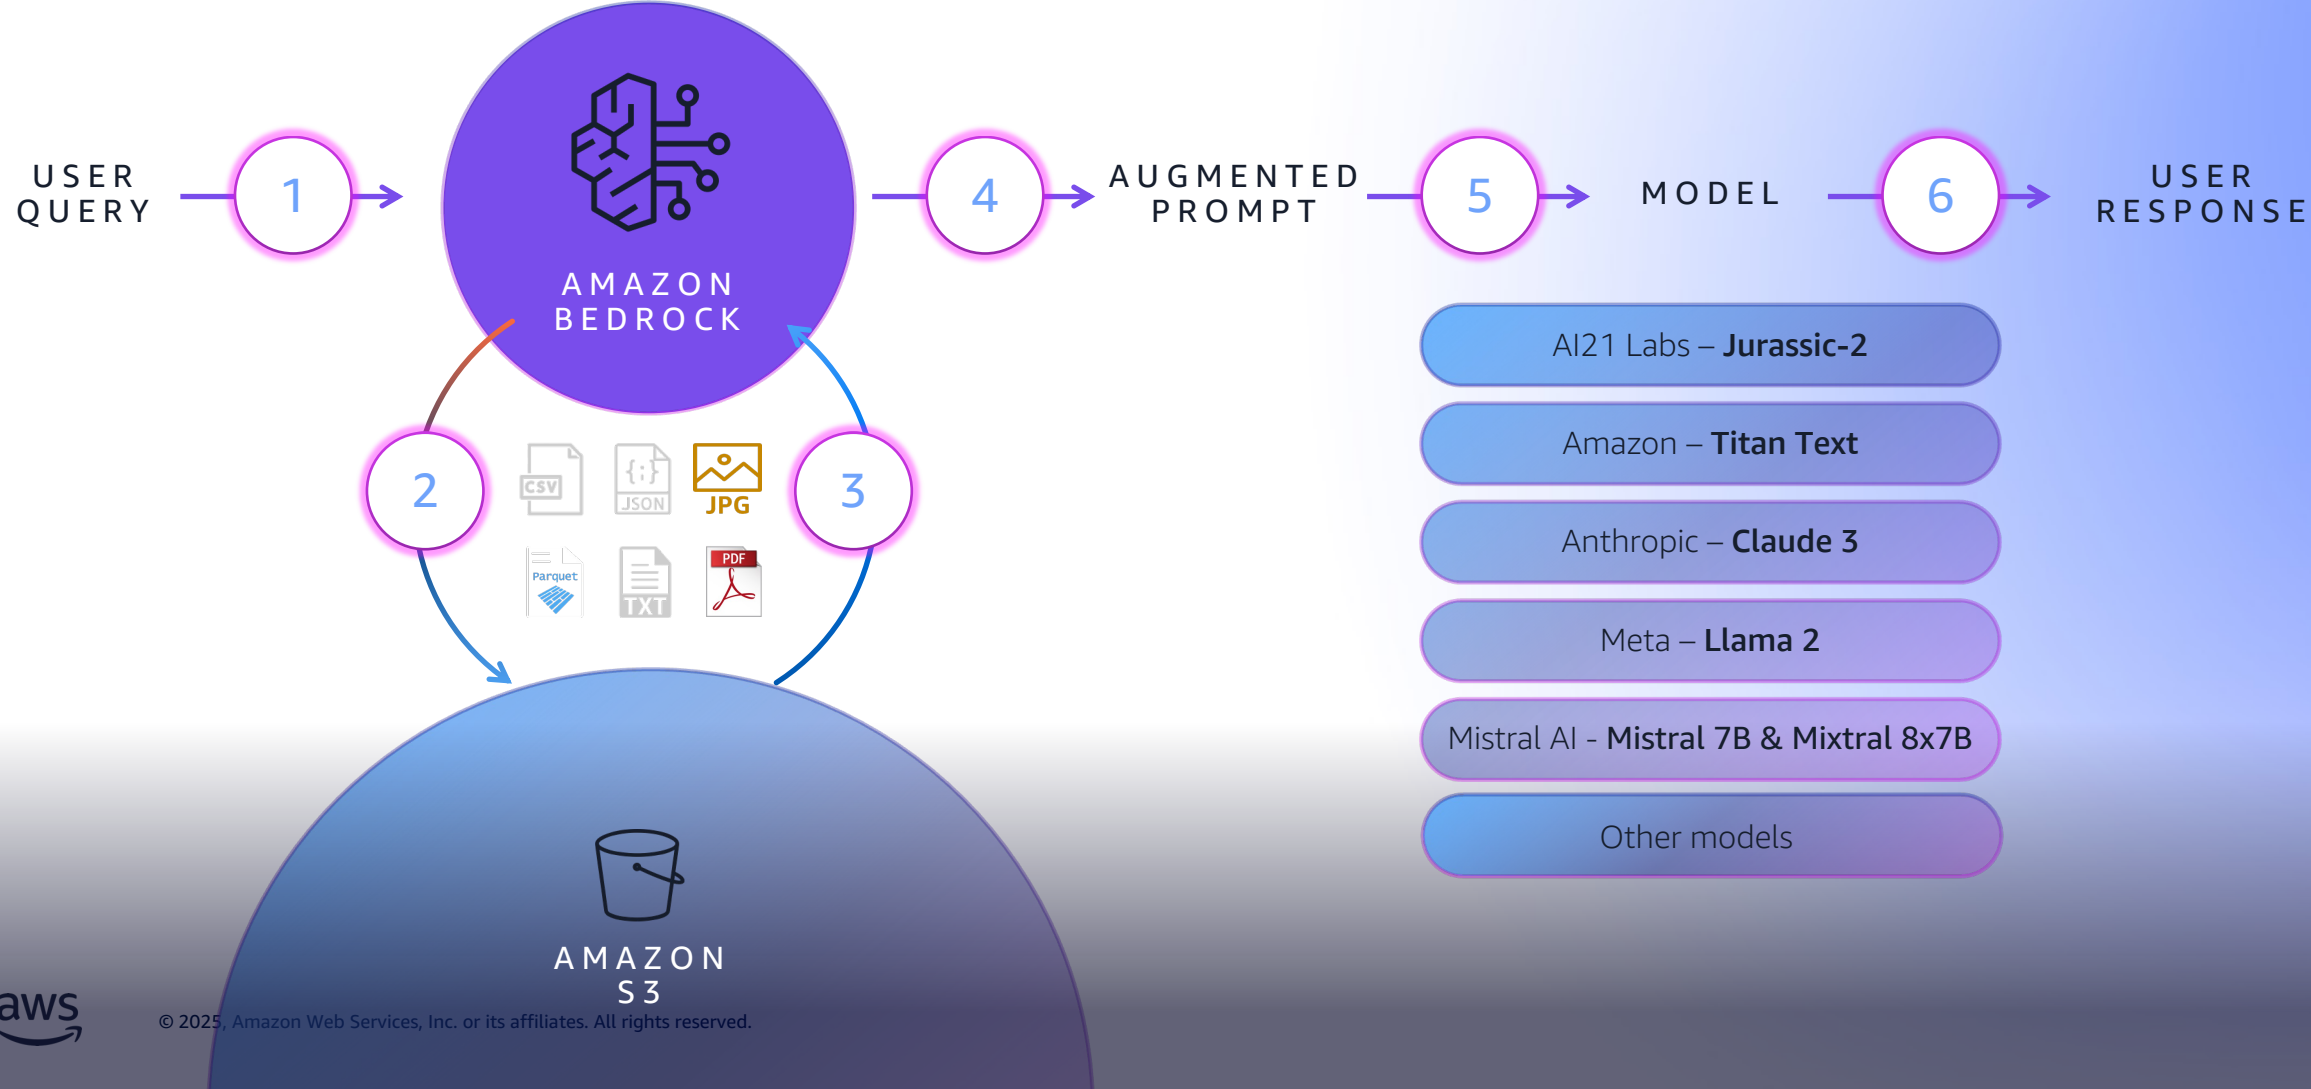 USER
QUERY
1
AMAZON
BEDROCK
4
AUGMENTED
PROMPT
5
MODEL
6
USER
RESPONSE
2
CSV
{;}
JSON
JPG
3
Parquet
TXT
PDF
AI21 Labs – Jurassic-2
Amazon – Titan Text
Anthropic – Claude 3
Meta – Llama 2
Mistral AI - Mistral 7B & Mixtral 8x7B
Other models
AMAZON
S3
aws
© 2025, Amazon Web Services, Inc. or its affiliates. All rights reserved.